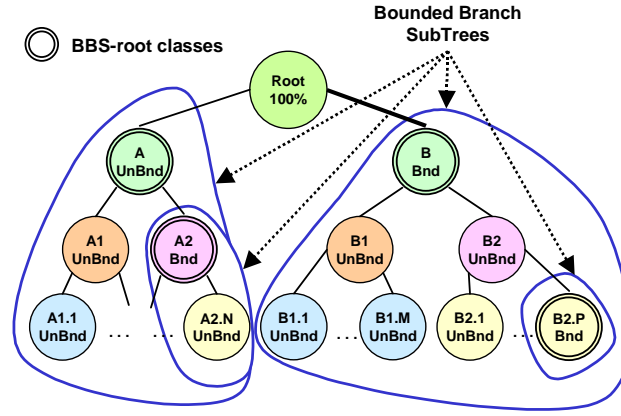 Bounded Branch
SubTrees
BBS-root classes
Root
100%
A
UnBnd
B
Bnd
A1
UnBnd
A2
Bnd
B1
UnBnd
B2
UnBnd
A1.1
UnBnd
... ...
A2.N
UnBnd
B1.1
UnBnd
...
B1.M
UnBnd
B2.1
UnBnd
...
B2.P
Bnd